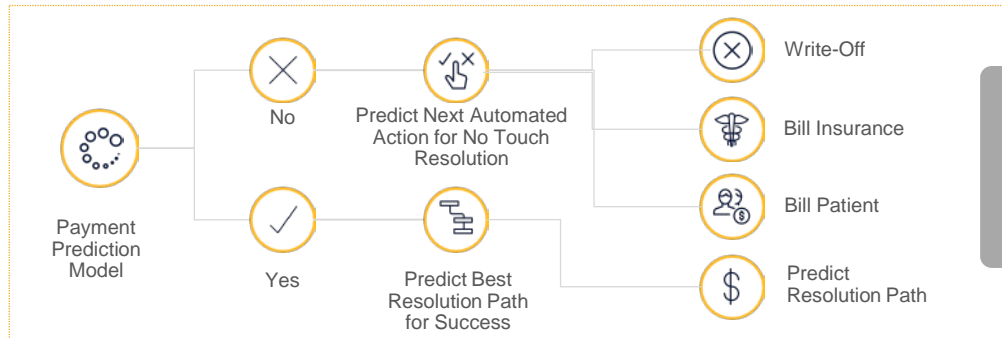 Payment
Prediction
Model
No
Yes
Predict Next Automated
Action for No Touch
Resolution
Predict Best
Resolution Path
for Success
Write-Off
Bill Insurance
Bill Patient
Predict
Resolution Path